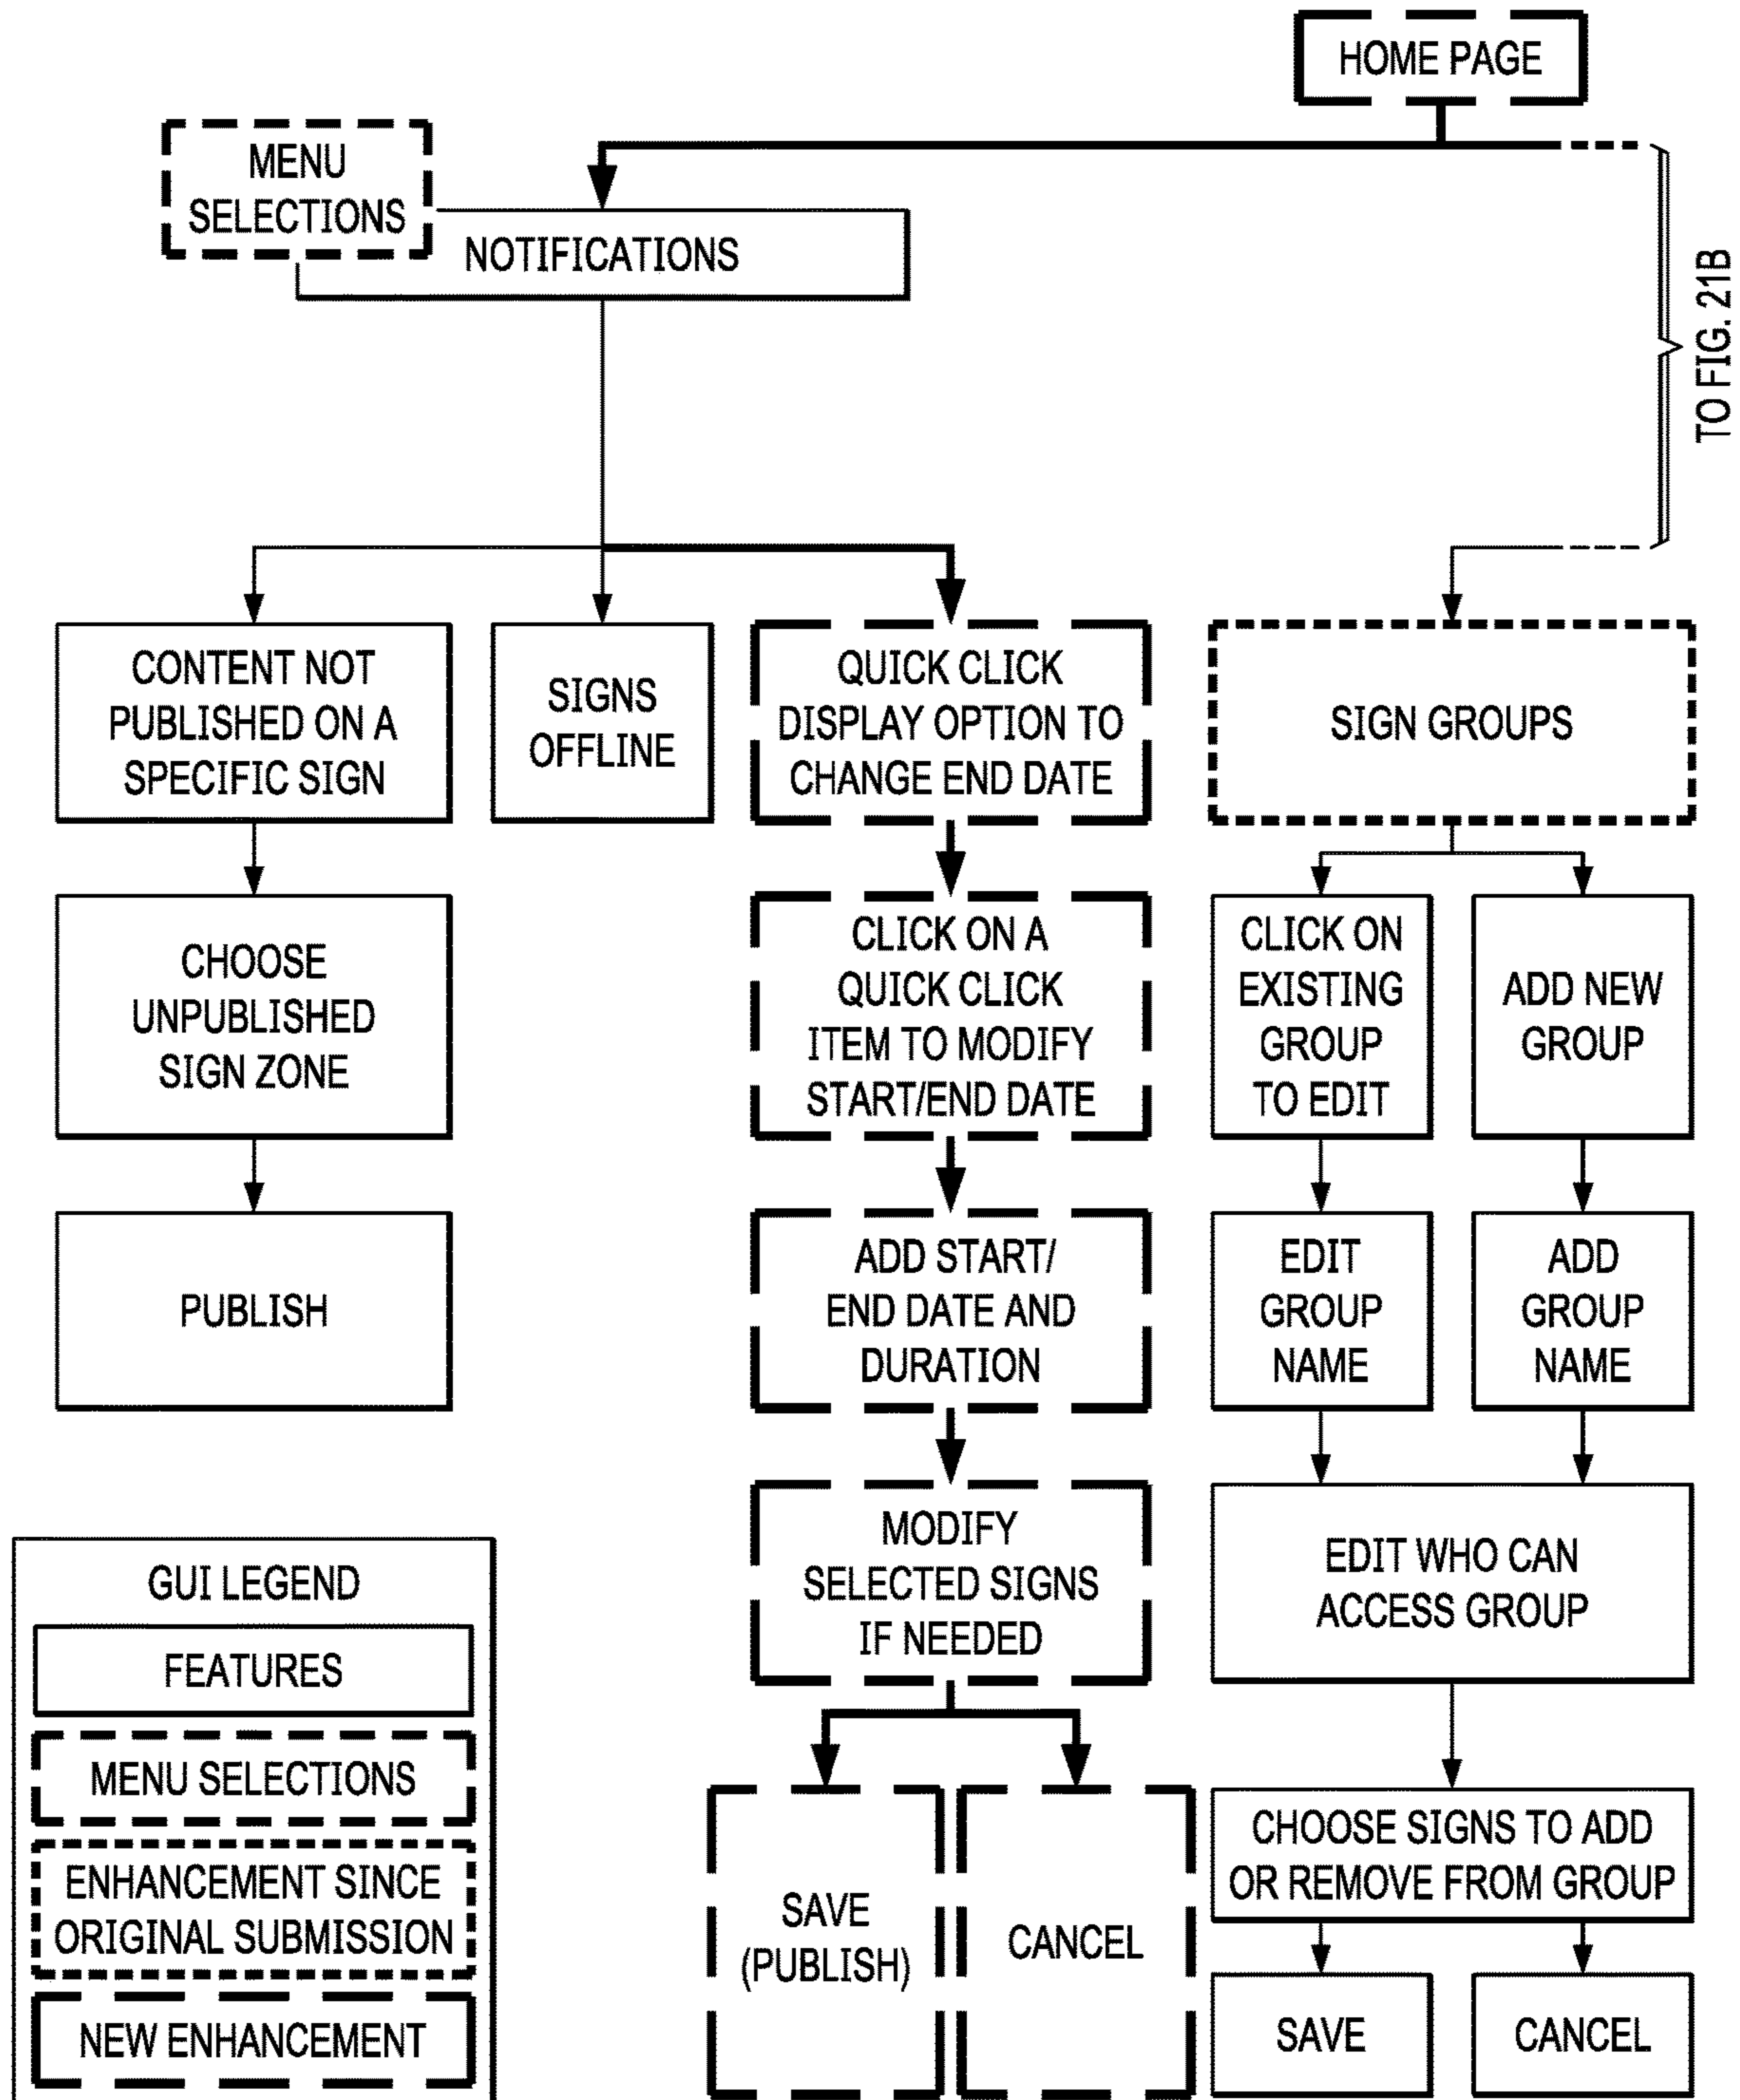 HOME PAGE
MENU
SELECTIONS
NOTIFICATIONS
TO FIG. 21B
CONTENT NOT
PUBLISHED ON A
SPECIFIC SIGN
SIGNS
OFFLINE
QUICK CLICK
DISPLAY OPTION TO
CHANGE END DATE
SIGN GROUPS
CHOOSE
UNPUBLISHED
SIGN ZONE
CLICK ON A
QUICK CLICK
ITEM TO MODIFY
START/END DATE
CLICK ON
EXISTING
GROUP
TO EDIT
ADD NEW
GROUP
PUBLISH
ADD START/
END DATE AND
DURATION
EDIT
GROUP
NAME
ADD
GROUP
NAME
MODIFY
SELECTED SIGNS
IF NEEDED
EDIT WHO CAN
ACCESS GROUP
SAVE
(PUBLISH)
CANCEL
CHOOSE SIGNS TO ADD
OR REMOVE FROM GROUP
SAVE
CANCEL
GUI LEGEND
FEATURES
MENU SELECTIONS
ENHANCEMENT SINCE
ORIGINAL SUBMISSION
NEW ENHANCEMENT